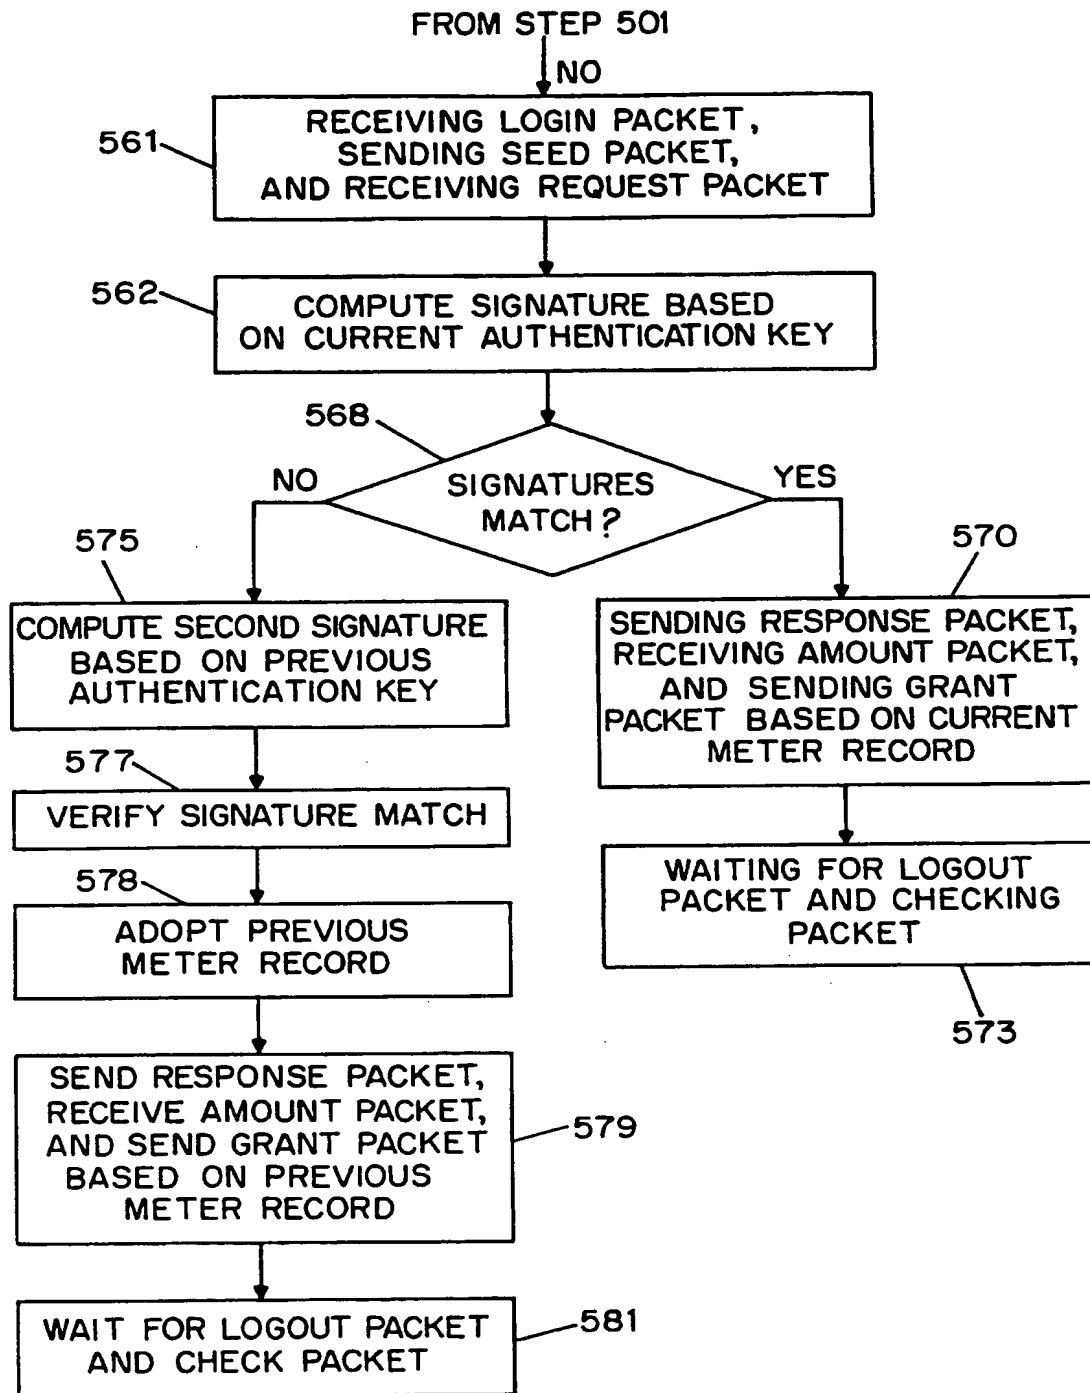 FROM STEP 501
NO
561
RECEIVING LOGIN PACKET,
SENDING SEED PACKET,
AND RECEIVING REQUEST PACKET
562
COMPUTE SIGNATURE BASED
ON CURRENT AUTHENTICATION KEY
568
SIGNATURES
MATCH?
NO
YES
575
COMPUTE SECOND SIGNATURE
BASED ON PREVIOUS
AUTHENTICATION KEY
577
VERIFY SIGNATURE MATCH
578
ADOPT PREVIOUS
METER RECORD
SEND RESPONSE PACKET,
RECEIVE AMOUNT PACKET,
AND SEND GRANT PACKET
BASED ON PREVIOUS
METER RECORD
579
WAIT FOR LOGOUT PACKET
AND CHECK PACKET
581
570
SENDING RESPONSE PACKET,
RECEIVING AMOUNT PACKET,
AND SENDING GRANT
PACKET BASED ON CURRENT
METER RECORD
WAITING FOR LOGOUT
PACKET AND CHECKING
PACKET
573